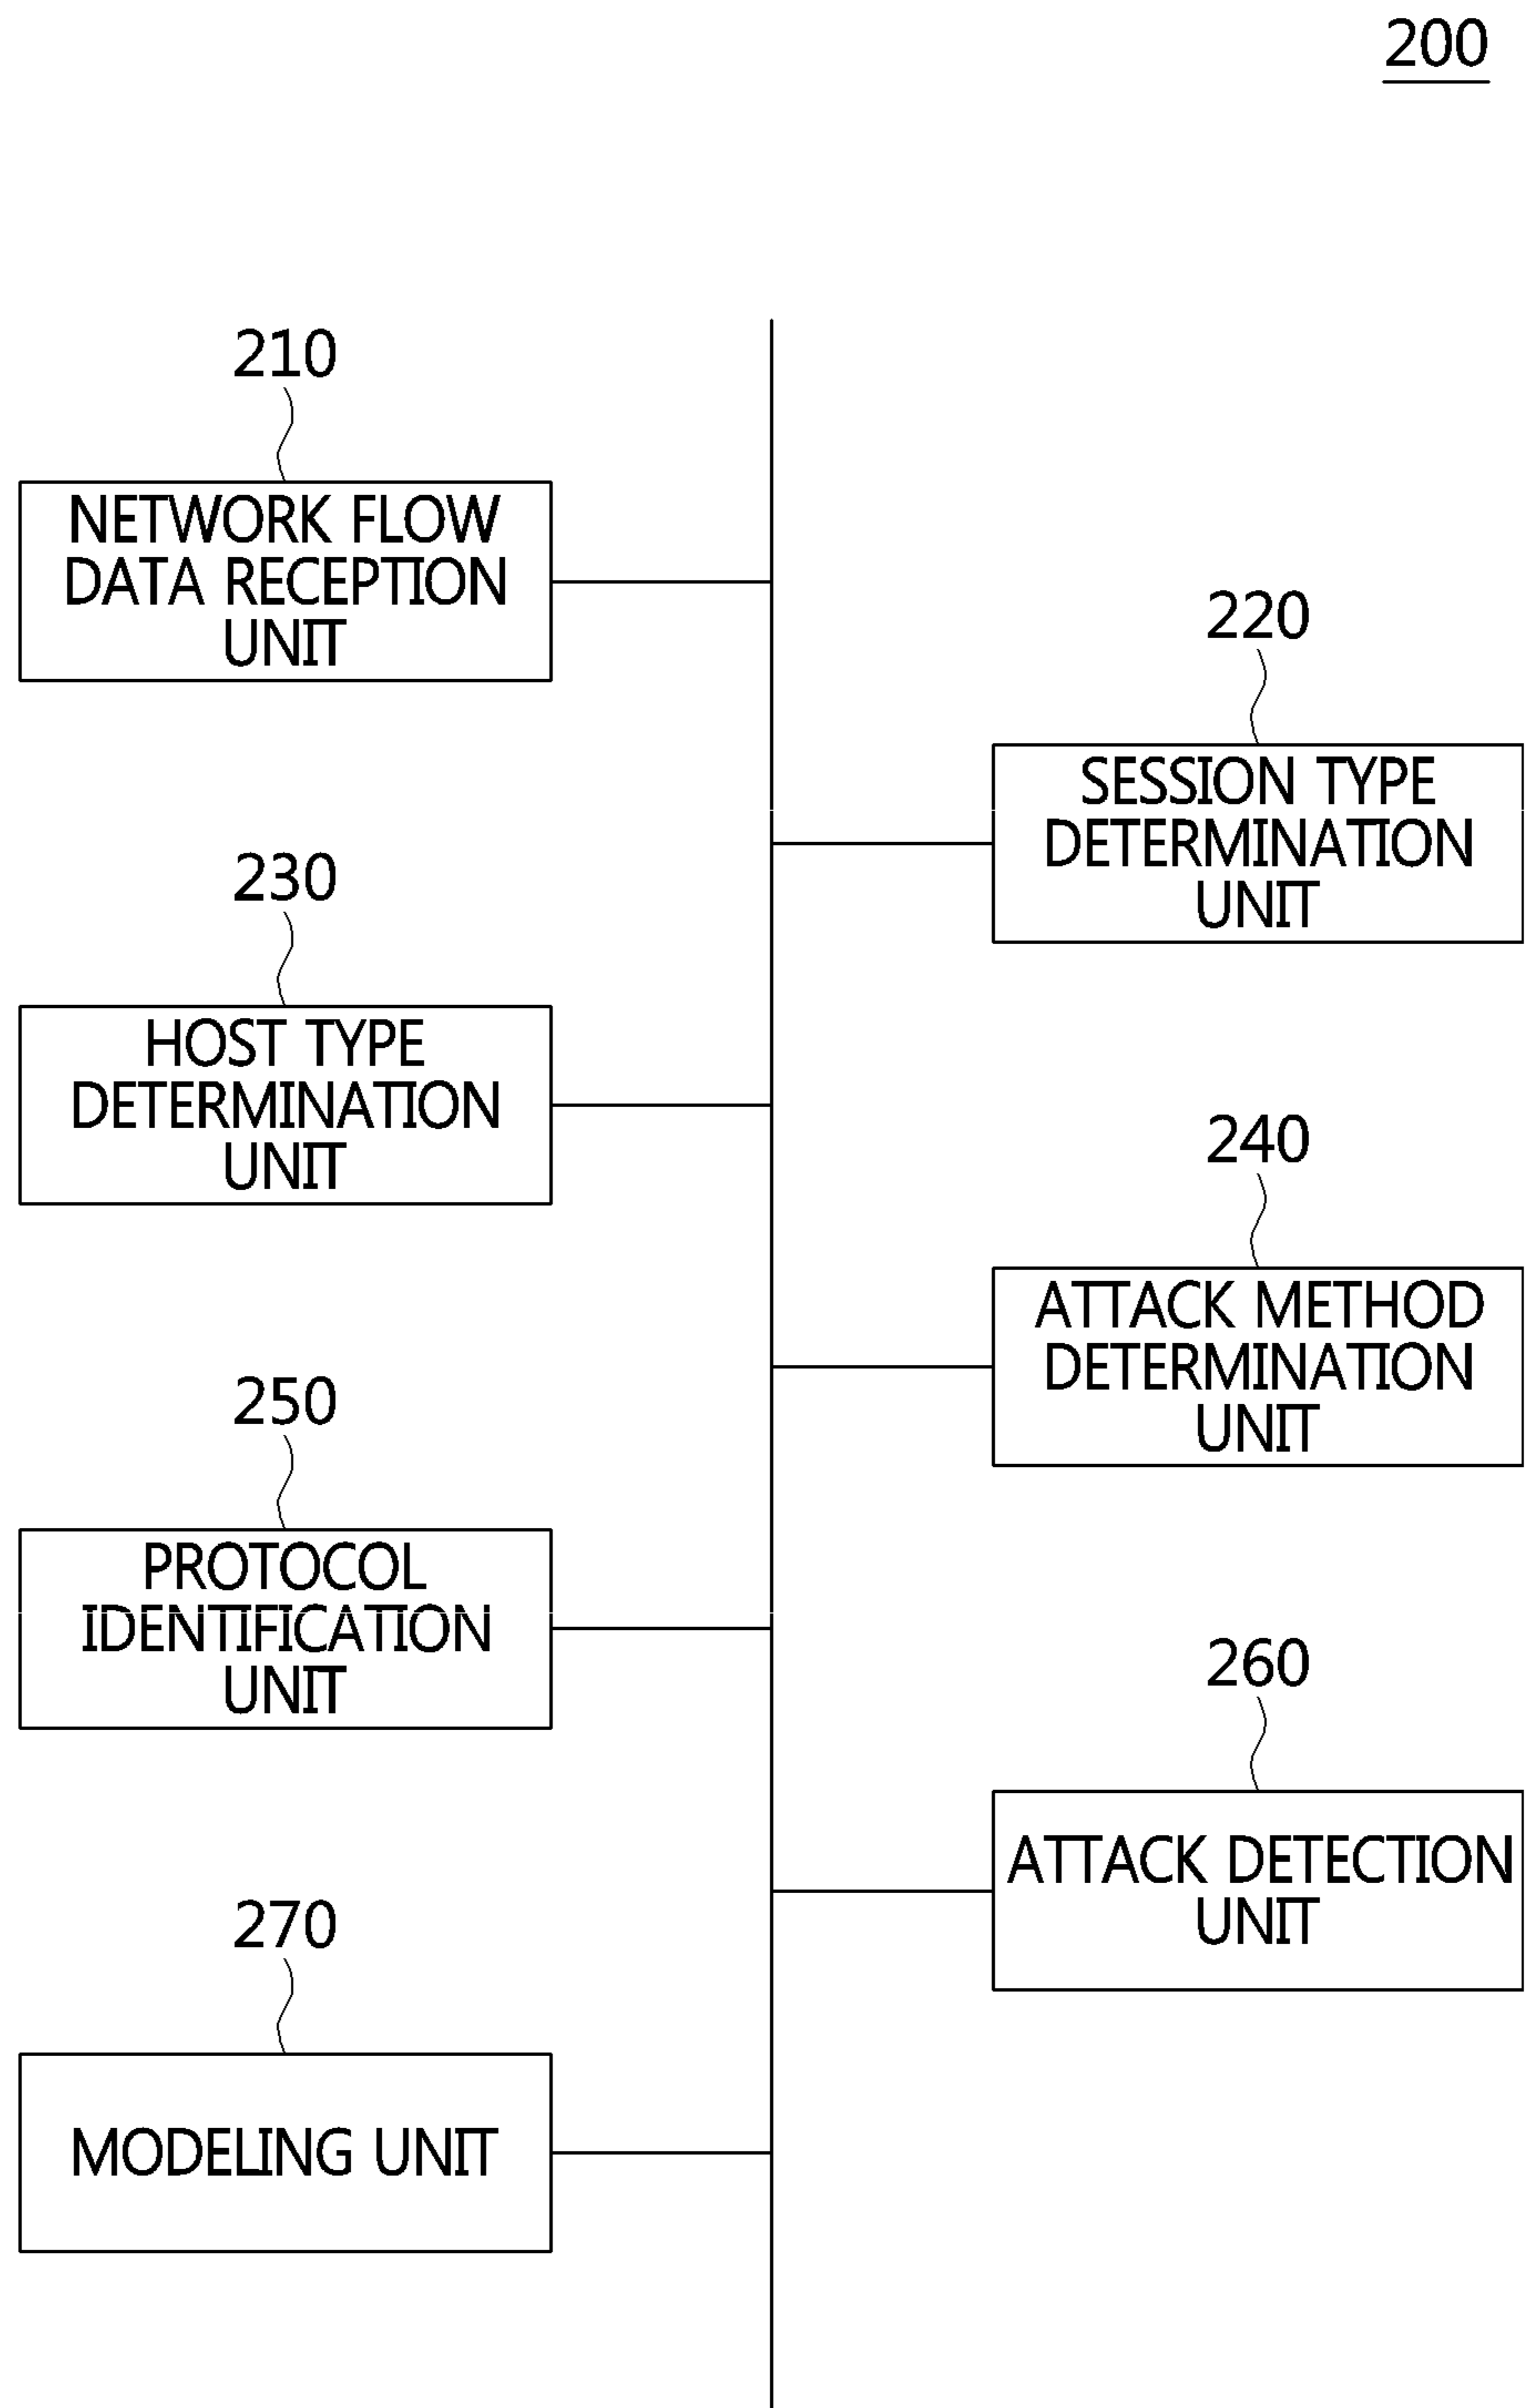 200
210
NETWORK FLOW
DATA RECEPTION
UNIT
220
SESSION TYPE
DETERMINATION
UNIT
230
HOST TYPE
DETERMINATION
UNIT
240
ATTACK METHOD
DETERMINATION
UNIT
250
PROTOCOL
IDENTIFICATION
UNIT
260
ATTACK DETECTION
UNIT
270
MODELING UNIT